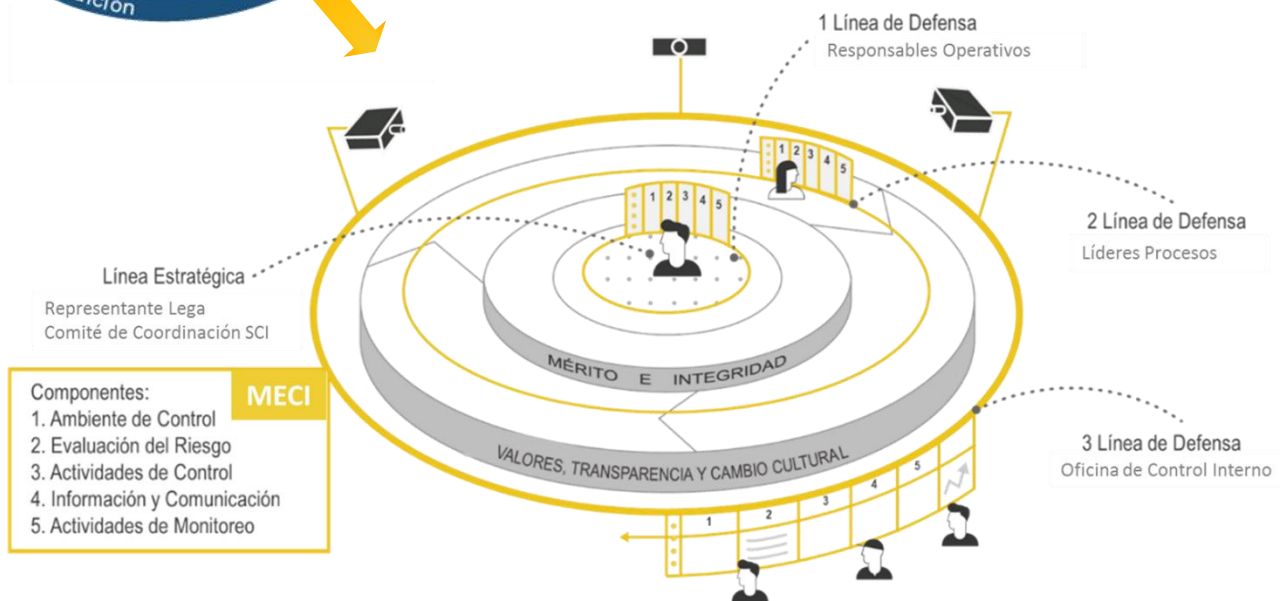 ición
1 Línea de Defensa
Responsables Operativos
1 2 3 4 5
1 2 3 4 5
2 Línea de Defensa
Líderes Procesos
Línea Estratégica
Representante Lega
Comité de Coordinación SCI
MÉRITO E INTEGRIDAD
VALORES, TRANSPARENCIA Y CAMBIO CULTURAL
MECI
Componentes:
1. Ambiente de Control
2. Evaluación del Riesgo
3. Actividades de Control
4. Información y Comunicación
5. Actividades de Monitoreo
3 Línea de Defensa
Oficina de Control Interno
1 2 3 4 5